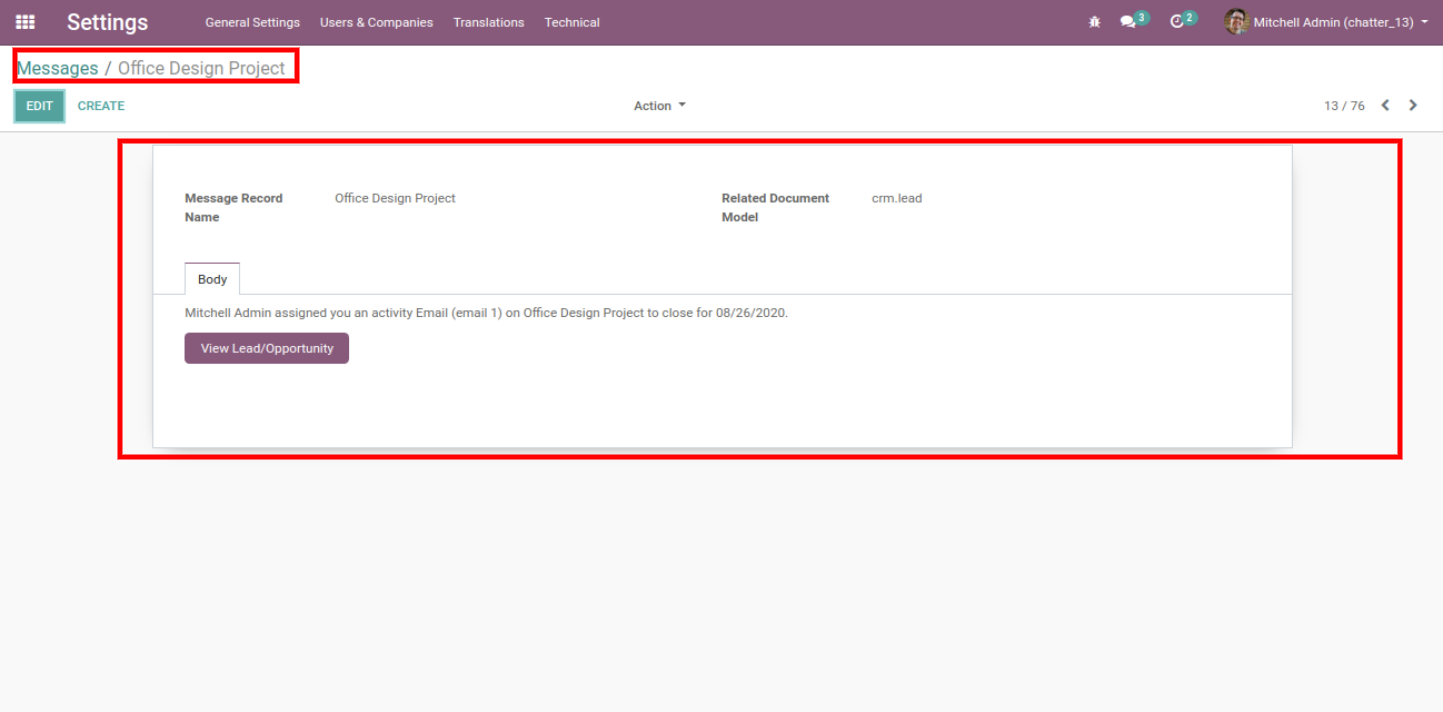 Settings General Settings Users & Companies Translations Technical 3 2 Mitchell Admin (chatter_13)
Messages / Office Design Project
EDIT CREATE Action 13 / 76
Message Record Name Office Design Project Related Document Model crm.lead
Body
Mitchell Admin assigned you an activity Email (email 1) on Office Design Project to close for 08/26/2020.
View Lead/Opportunity